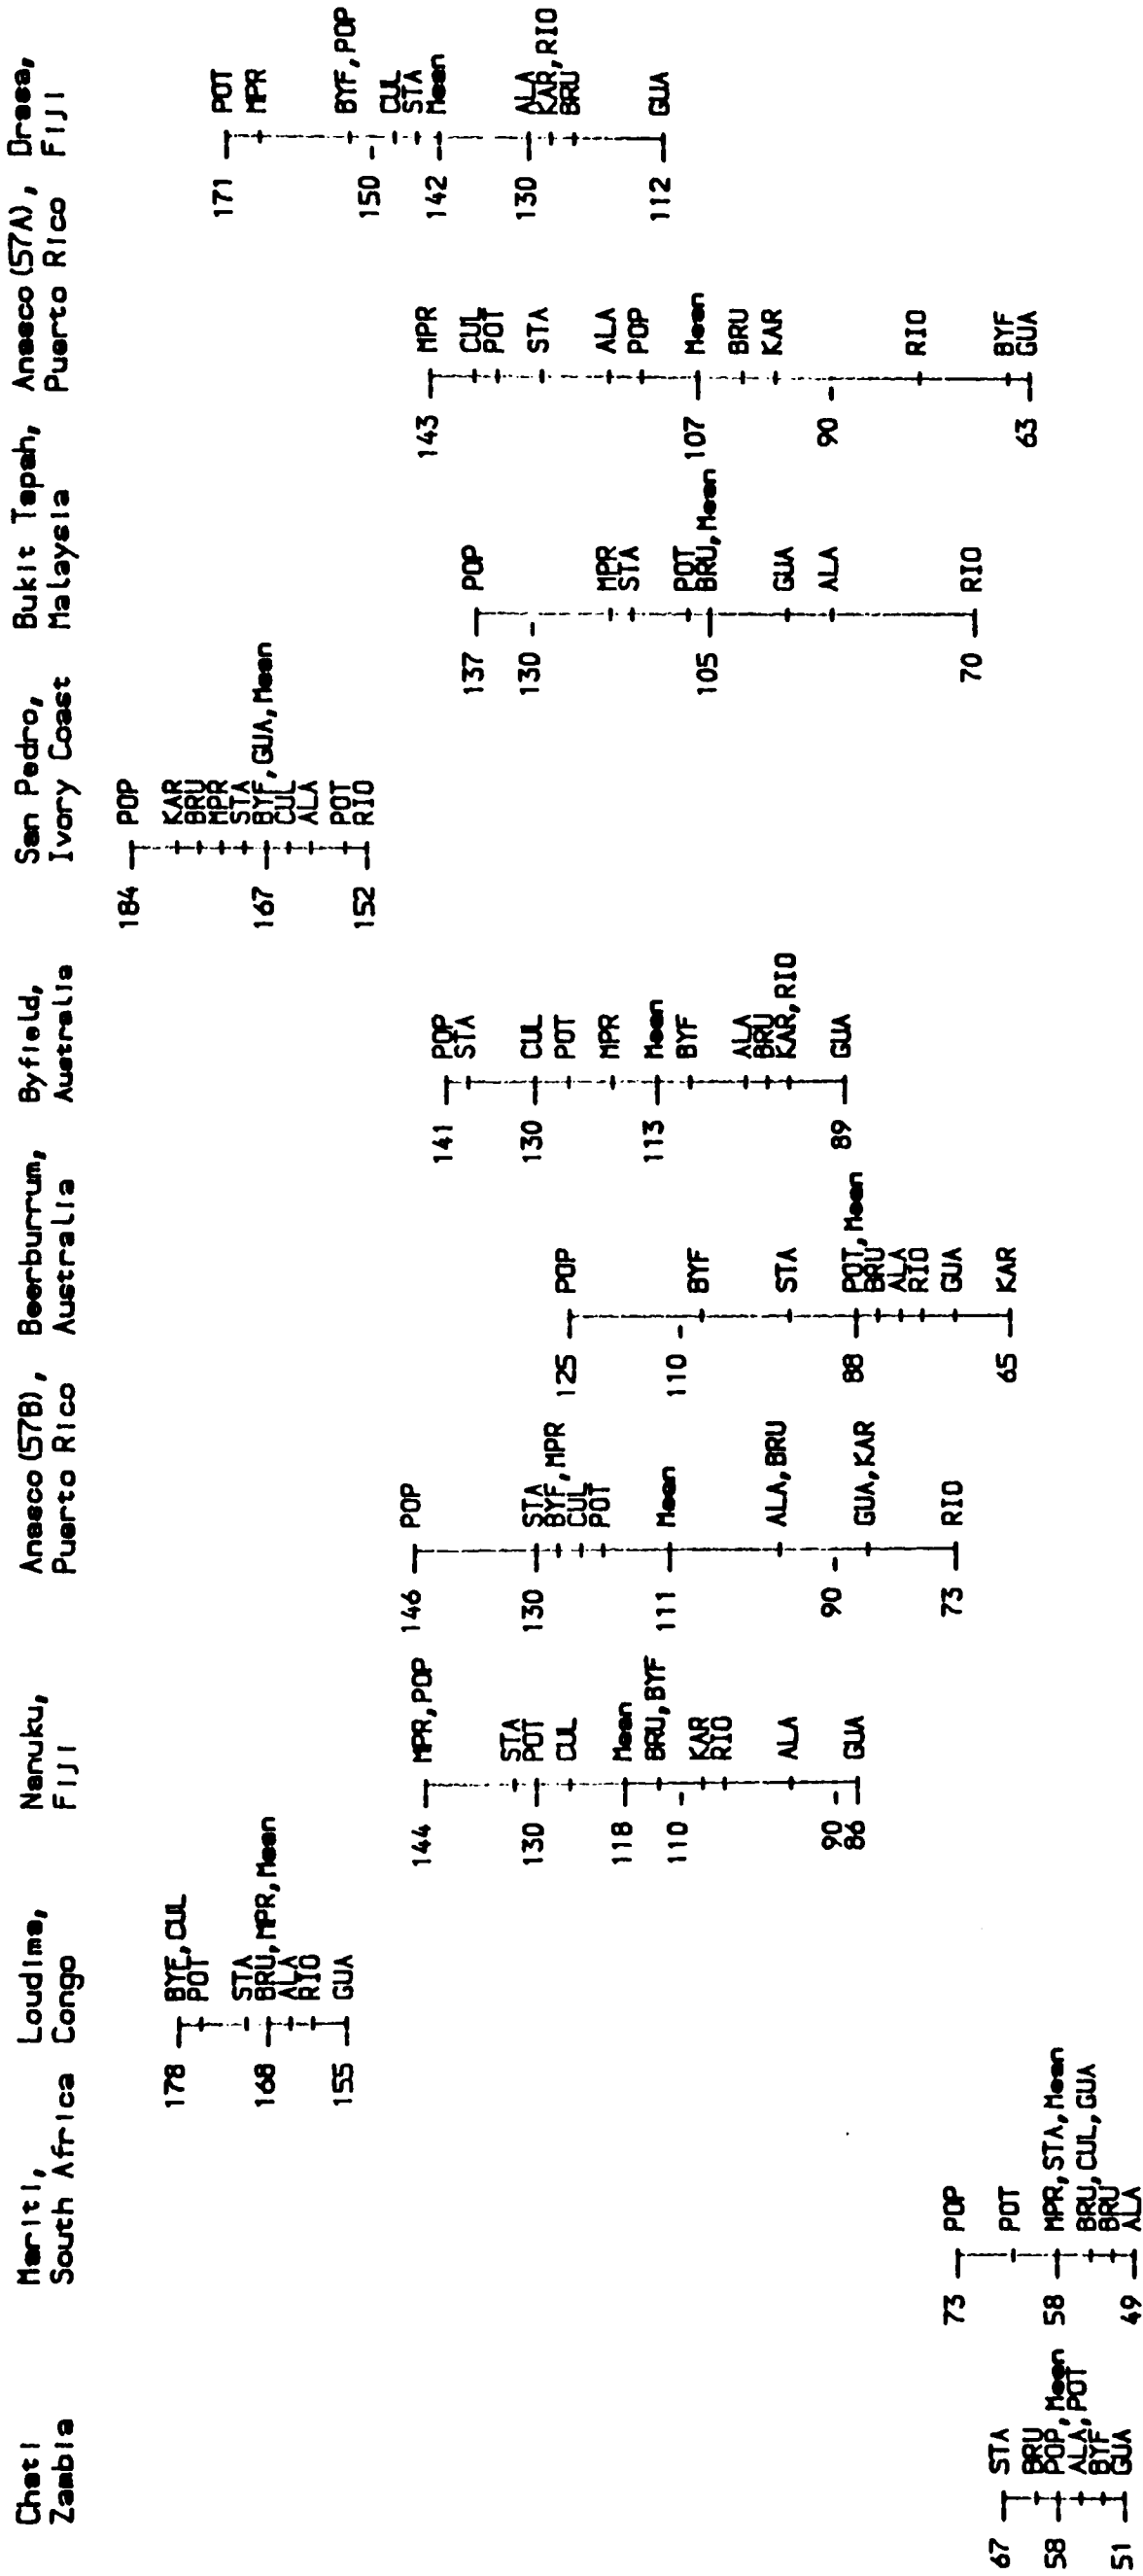 Chati
Zambia
67 STA
BRU
58 POP, Mean
ALA, POT
BYF
51 GUA
Mariti,
South Africa
73 POP
POT
58 MPR, STA, Mean
BRU, CUL, GUA
BRU
49 ALA
Loudima,
Congo
178 BYF, CUL
POT
STA
168 BRU, MPR, Mean
ALA
RIO
155 GUA
Nanuku,
FIJI
144 MPR, POP
STA
130 POT
CUL
118 Mean
BRU, BYF
110
KAR
RIO
ALA
90
86 GUA
Anasco (57B),
Puerto Rico
146 POP
130 STA
BYF, MPR
CUL
POT
111 Mean
ALA, BRU
90
GUA, KAR
73 RIO
Beerburrum,
Australia
125 POP
110
BYF
STA
88 POT, Mean
BRU
ALA
RIO
GUA
65 KAR
Byfield,
Australia
141 POP
STA
130 CUL
POT
MPR
113 Mean
BYF
ALA
BRU
KAR, RIO
89 GUA
San Pedro,
Ivory Coast
184 POP
KAR
BRU
MPR
STA
167 BYF, GUA, Mean
CUL
ALA
POT
152 RIO
Bukit Tapah,
Malaysia
137 POP
130
MPR
STA
POT
105 BRU, Mean
GUA
ALA
70 RIO
Anasco (57A),
Puerto Rico
143 MPR
CUL
POT
STA
ALA
POP
107 Mean
BRU
KAR
90
RIO
BYF
63 GUA
Drasa,
FIJI
171 POT
MPR
BYF, POP
150
CUL
STA
142 Mean
130 ALA
KAR, RIO
BRU
112 GUA